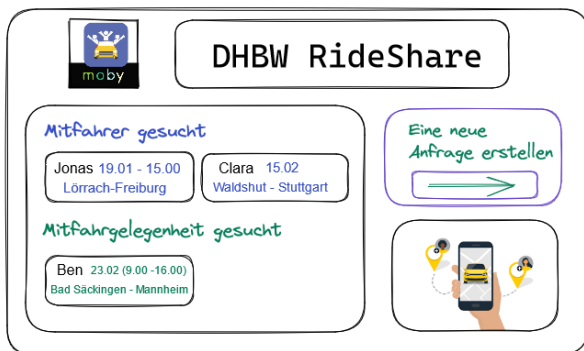 moby
DHBW RideShare
Mitfahrer gesucht
Jonas 19.01 - 15.00
Lörrach-Freiburg
Clara 15.02
Waldshut - Stuttgart
Mitfahrgelegenheit gesucht
Ben 23.02 (9.00 -16.00)
Bad Säckingen - Mannheim
Eine neue
Anfrage erstellen